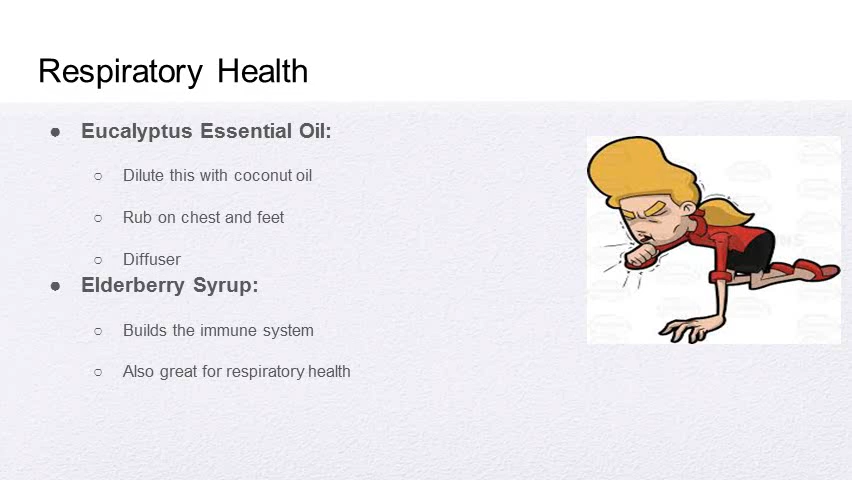 Respiratory Health
● Eucalyptus Essential Oil:
○ Dilute this with coconut oil
○ Rub on chest and feet
○ Diffuser
● Elderberry Syrup:
○ Builds the immune system
○ Also great for respiratory health